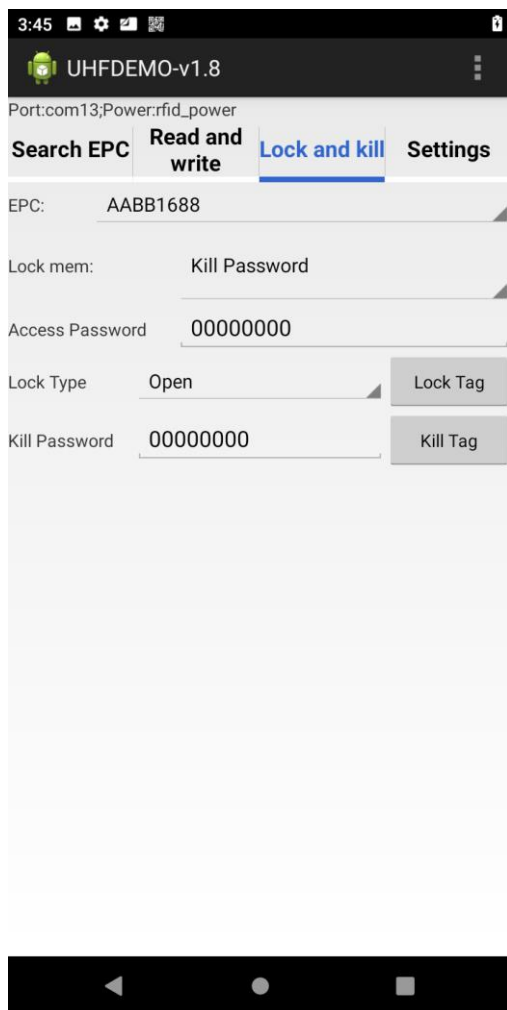 3:45
UHFDEMO-v1.8
Port:com13;Power:rfid_power
Search EPC Read and write Lock and kill Settings
EPC: AABB1688
Lock mem: Kill Password
Access Password 00000000
Lock Type Open Lock Tag
Kill Password 00000000 Kill Tag